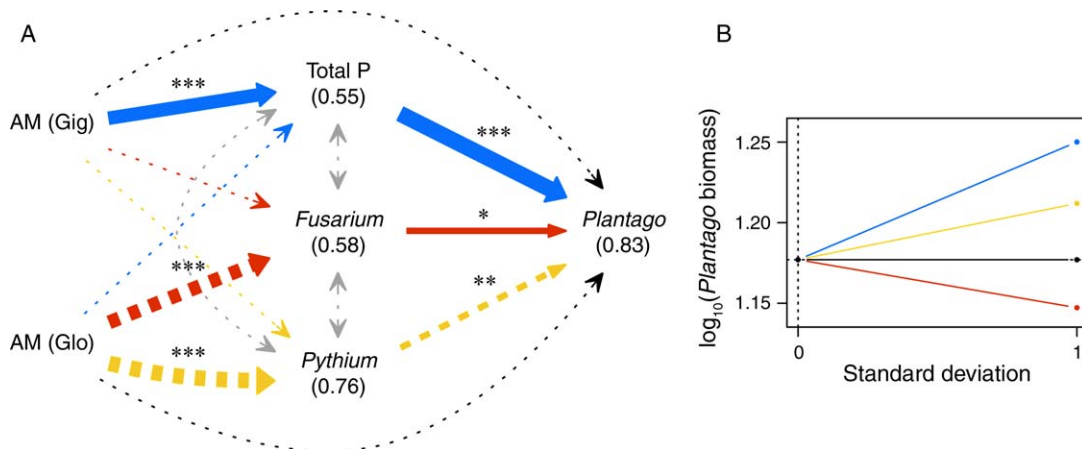 A
AM (Gig)
AM (Glo)
***
***
***
Total P
(0.55)
Fusarium
(0.58)
Pythium
(0.76)
***
*
**
Plantago
(0.83)
B
log₁₀(Plantago biomass)
1.25
1.20
1.15
0
1
Standard deviation